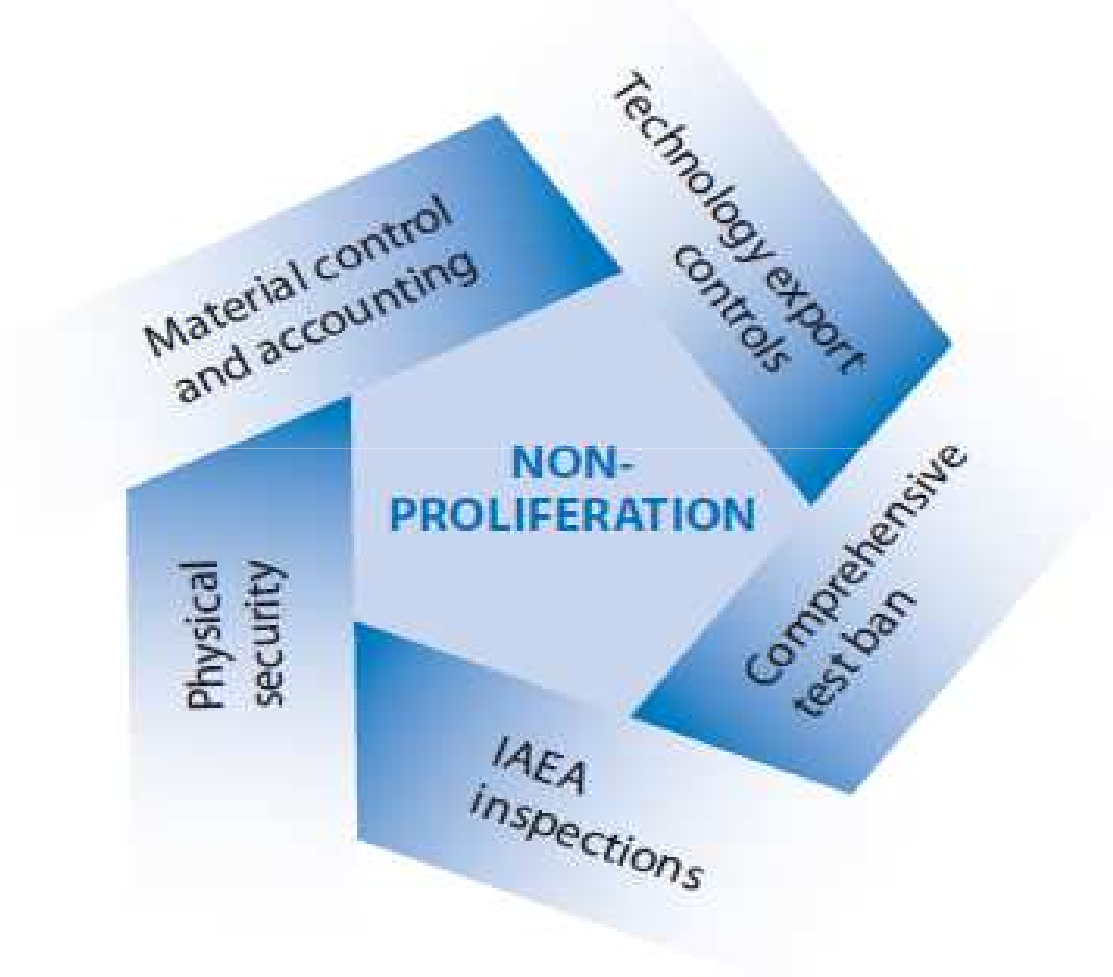 Technology export
controls
Material control
and accounting
NON-
PROLIFERATION
Comprehensive
test ban
Physical
security
IAEA
inspections